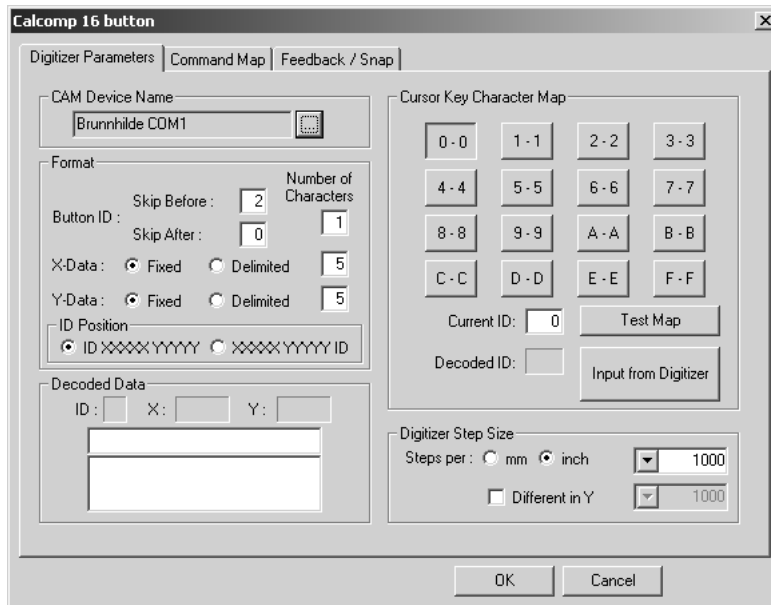 Calcomp 16 button
Digitizer Parameters Command Map Feedback / Snap
CAM Device Name
Brunnhilde COM1
...
Format
Number of
Characters
Button ID :
Skip Before : 2
1
Skip After : 0
X-Data : Fixed Delimited 5
Y-Data : Fixed Delimited 5
ID Position
ID XXXXX YYYYY XXXXX YYYYY ID
Decoded Data
ID : X : Y :
Cursor Key Character Map
0 - 0 1 - 1 2 - 2 3 - 3
4 - 4 5 - 5 6 - 6 7 - 7
8 - 8 9 - 9 A - A B - B
C - C D - D E - E F - F
Current ID: 0 Test Map
Decoded ID: Input from Digitizer
Digitizer Step Size
Steps per : mm inch 1000
Different in Y 1000
OK Cancel